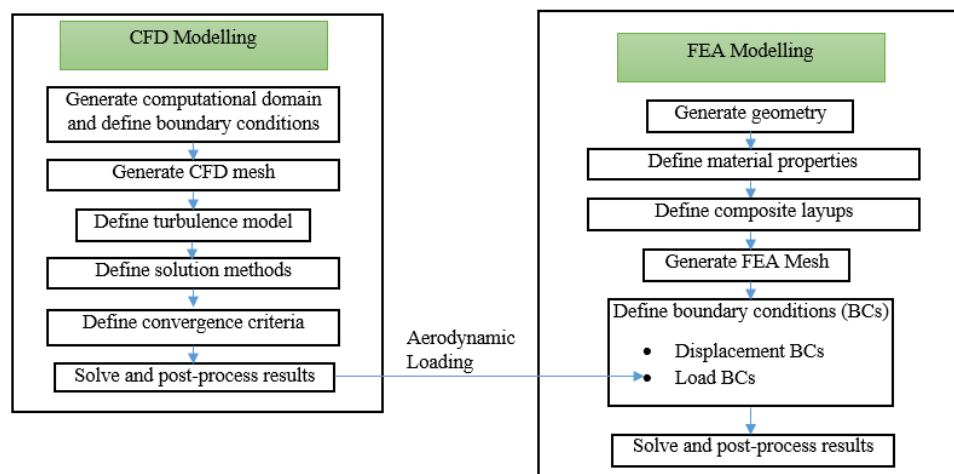 CFD Modelling
Generate computational domain
and define boundary conditions
Generate CFD mesh
Define turbulence model
Define solution methods
Define convergence criteria
Solve and post-process results
Aerodynamic
Loading
FEA Modelling
Generate geometry
Define material properties
Define composite layups
Generate FEA Mesh
Define boundary conditions (BCs)
• Displacement BCs
• Load BCs
Solve and post-process results